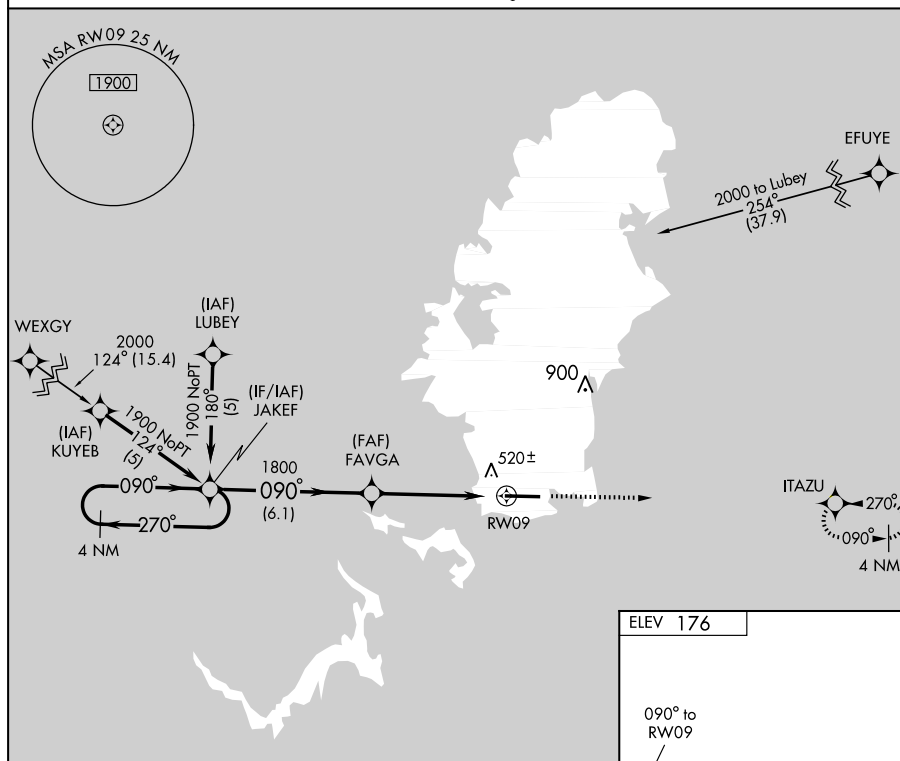 MSA RW09 25 NM
1900
EFUYE
2000 to Lubey
254°
(37.9)
(IAF)
LUBEY
WEXGY
2000
124° (15.4)
1900 NoPT
180°
(5)
(IF/IAF)
JAKEF
900
(IAF)
KUYEB
1900 NoPT
124°
(5)
(FAF)
FAVGA
1800
090°
(6.1)
520±
RW09
090°
270°
4 NM
ITAZU
270°
090°
4 NM
ELEV 176
090° to
RW09